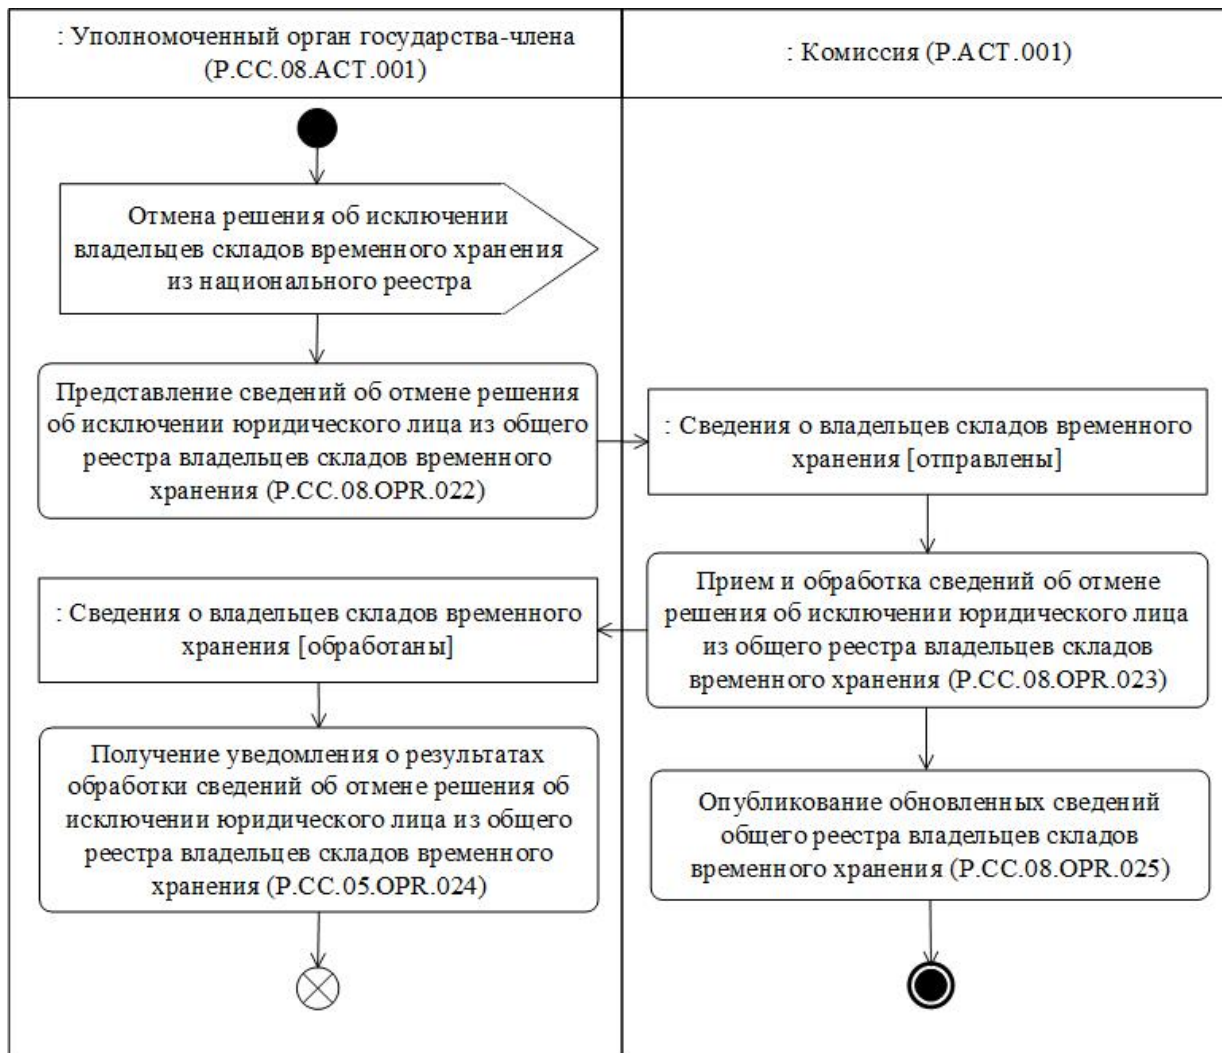 : Уполномоченный орган государства-члена
(P.CC.08.ACT.001)
: Комиссия (P.ACT.001)
Отмена решения об исключении
владельцев складов временного хранения
из национального реестра
Представление сведений об отмене решения
об исключении юридического лица из общего
реестра владельцев складов временного
хранения (P.CC.08.OPR.022)
: Сведения о владельцев складов временного
хранения [отправлены]
Прием и обработка сведений об отмене
решения об исключении юридического лица
из общего реестра владельцев складов
временного хранения (P.CC.08.OPR.023)
: Сведения о владельцев складов временного
хранения [обработаны]
Получение уведомления о результатах
обработки сведений об отмене решения об
исключении юридического лица из общего
реестра владельцев складов временного
хранения (P.CC.05.OPR.024)
Опубликование обновленных сведений
общего реестра владельцев складов
временного хранения (P.CC.08.OPR.025)